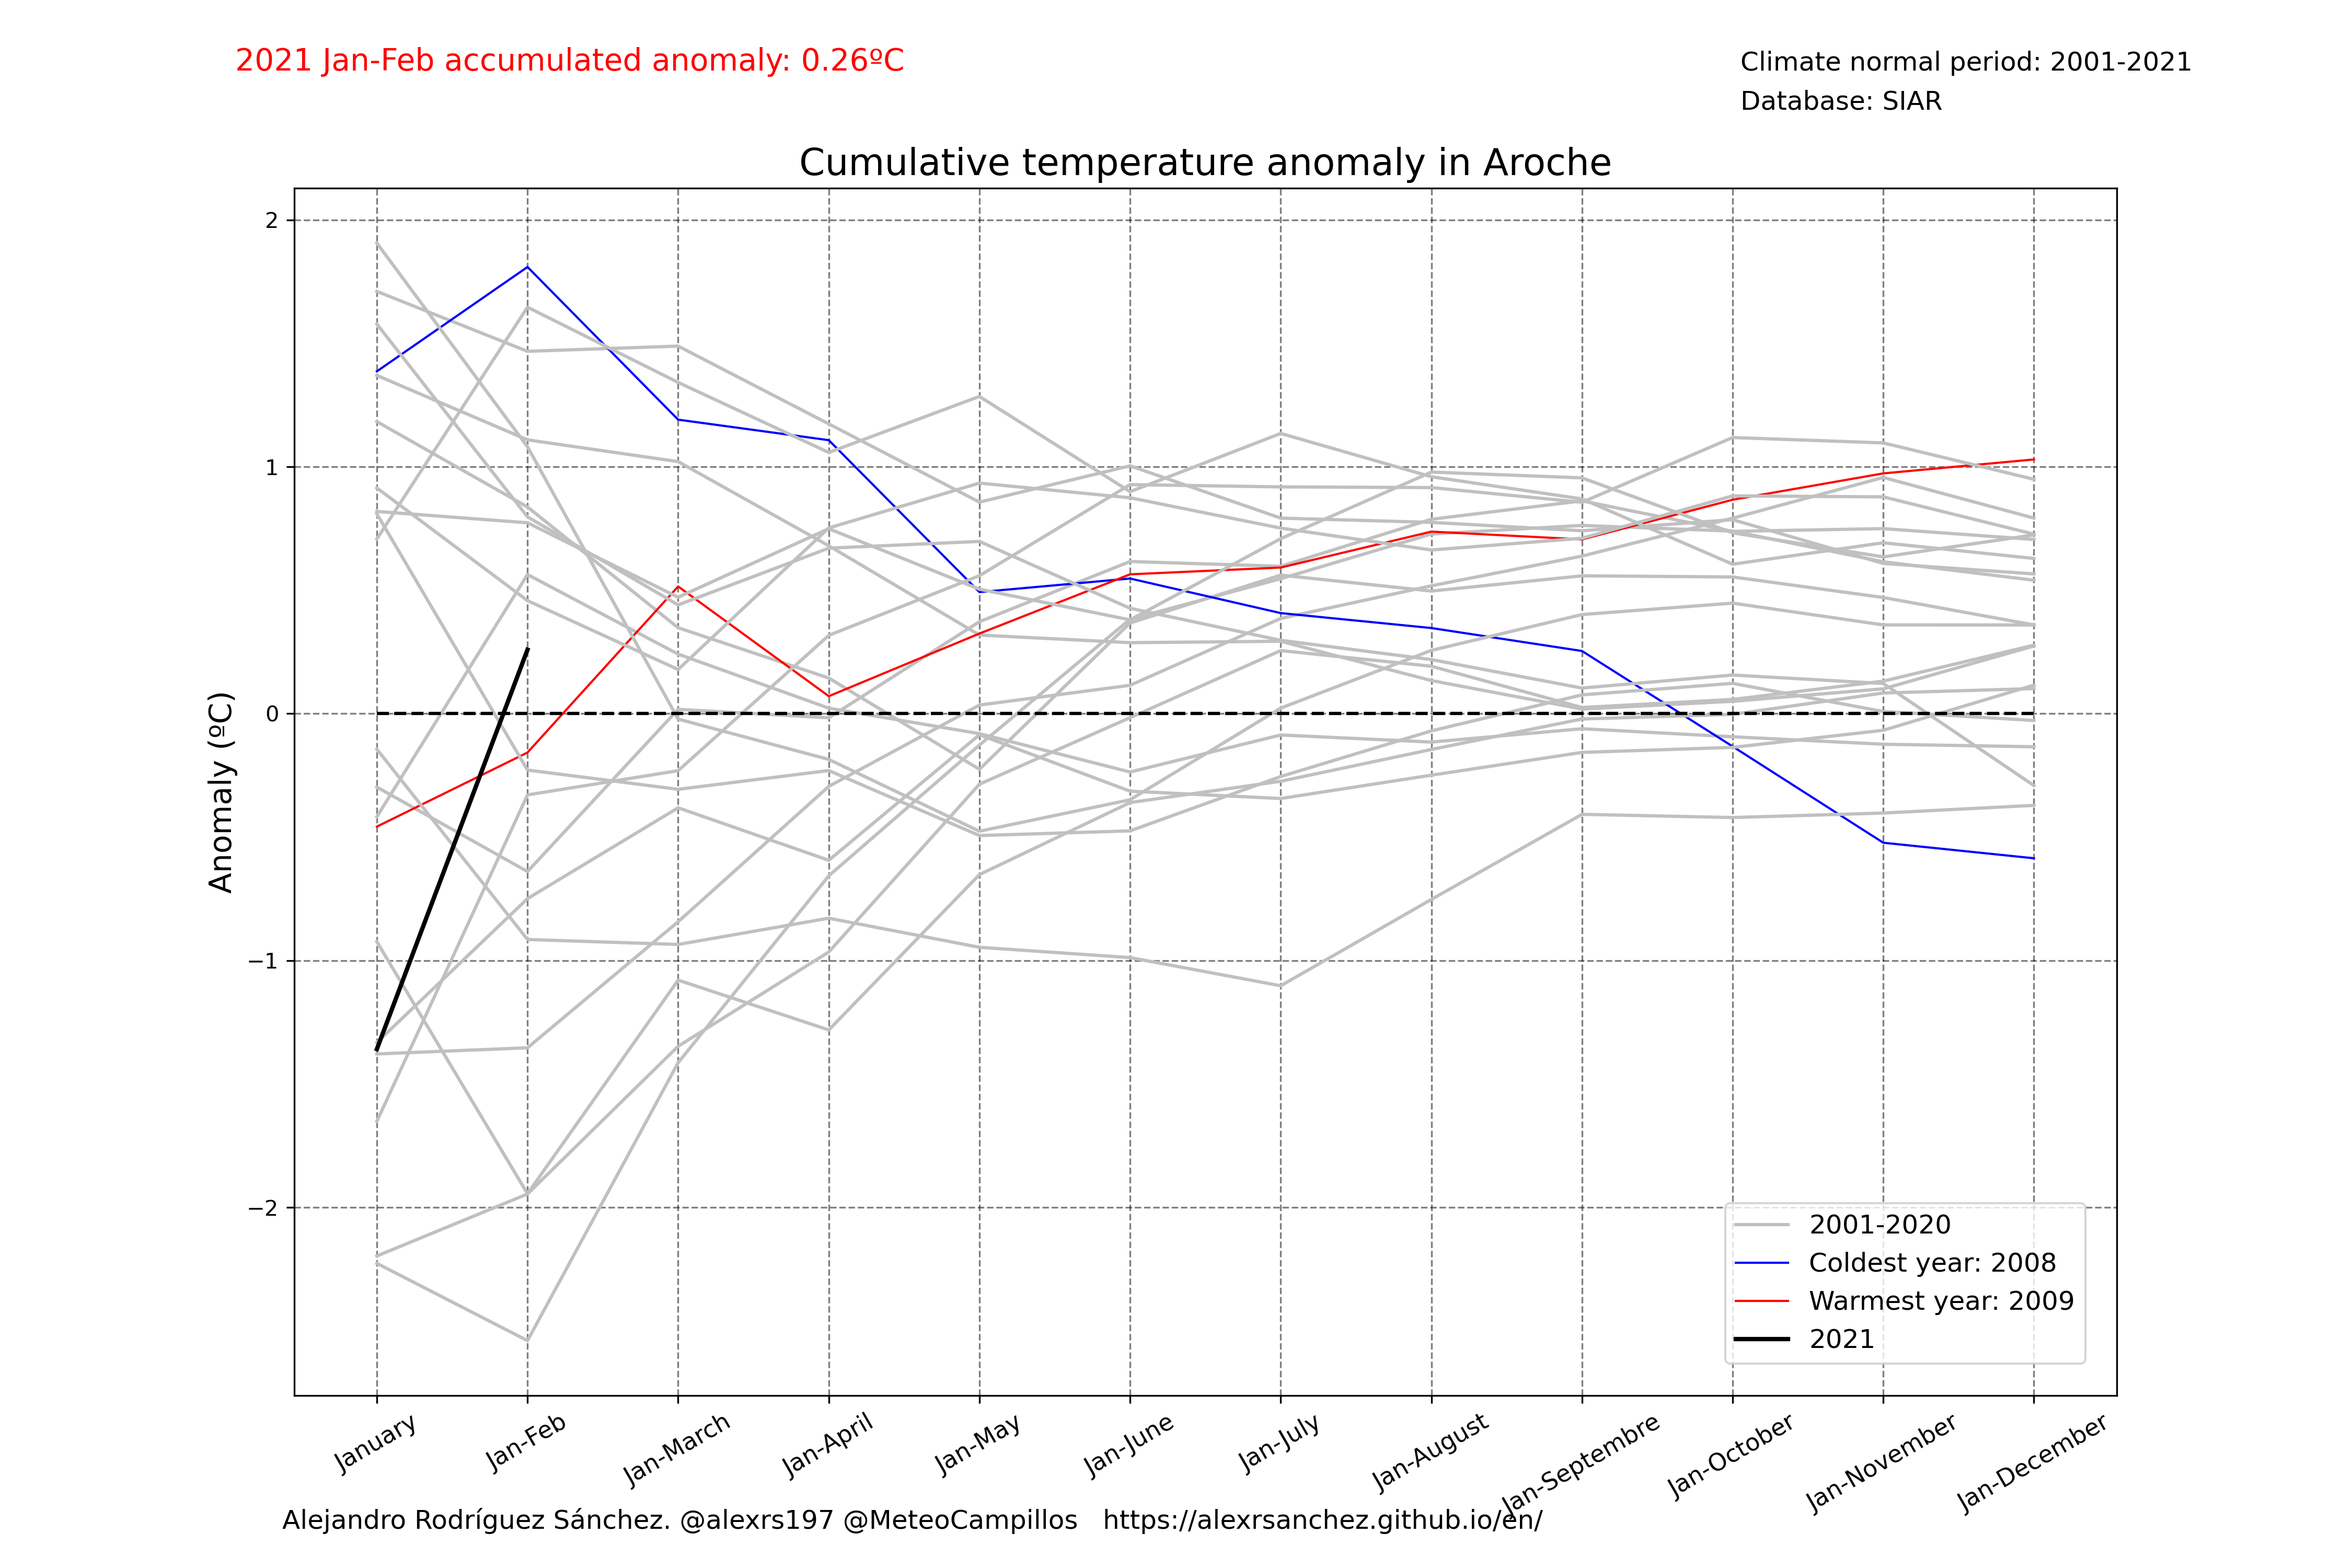 2021 Jan-Feb accumulated anomaly: 0.26ºC
Climate normal period: 2001-2021
Database: SIAR
Cumulative temperature anomaly in Aroche
Anomaly (ºC)
2
1
0
−1
−2
2001-2020
Coldest year: 2008
Warmest year: 2009
2021
January
Jan-Feb
Jan-March
Jan-April
Jan-May
Jan-June
Jan-July
Jan-August
Jan-Septembre
Jan-October
Jan-November
Jan-December
Alejandro Rodríguez Sánchez. @alexrs197 @MeteoCampillos https://alexrsanchez.github.io/en/